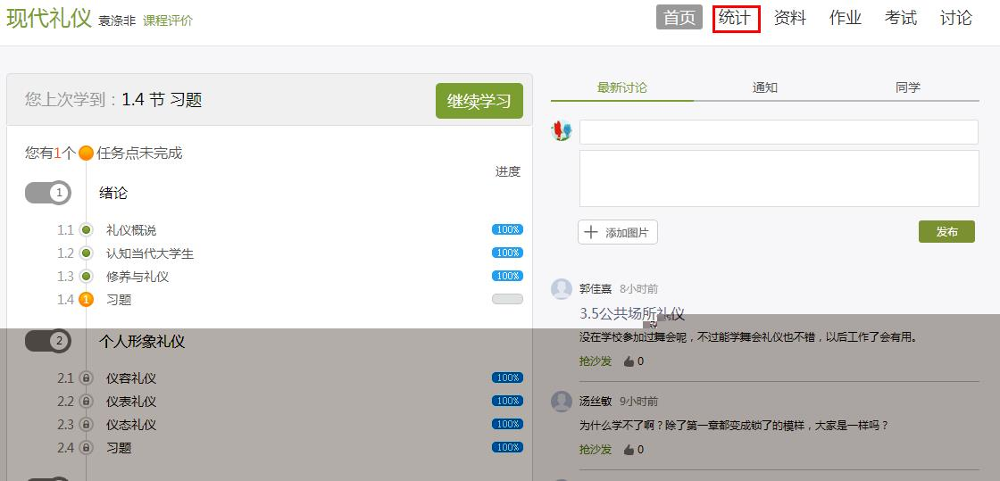 现代礼仪 袁涤非 课程评价
首页 统计 资料 作业 考试 讨论
您上次学到：1.4 节 习题
继续学习
您有1个 任务点未完成
进度
1 绪论
1.1 礼仪概说 100%
1.2 认知当代大学生 100%
1.3 修养与礼仪 100%
1.4 1 习题
2 个人形象礼仪
2.1 仪容礼仪 100%
2.2 仪表礼仪 100%
2.3 仪态礼仪 100%
2.4 习题 100%
最新讨论 通知 同学
添加图片 发布
郭佳熹 8小时前
3.5公共场所礼仪
没在学校参加过舞会呢，不过能学舞会礼仪也不错，以后工作了会有用。
抢沙发 0
汤丝敏 9小时前
为什么学不了啊？除了第一章都变成锁了的模样，大家是一样吗？
抢沙发 0